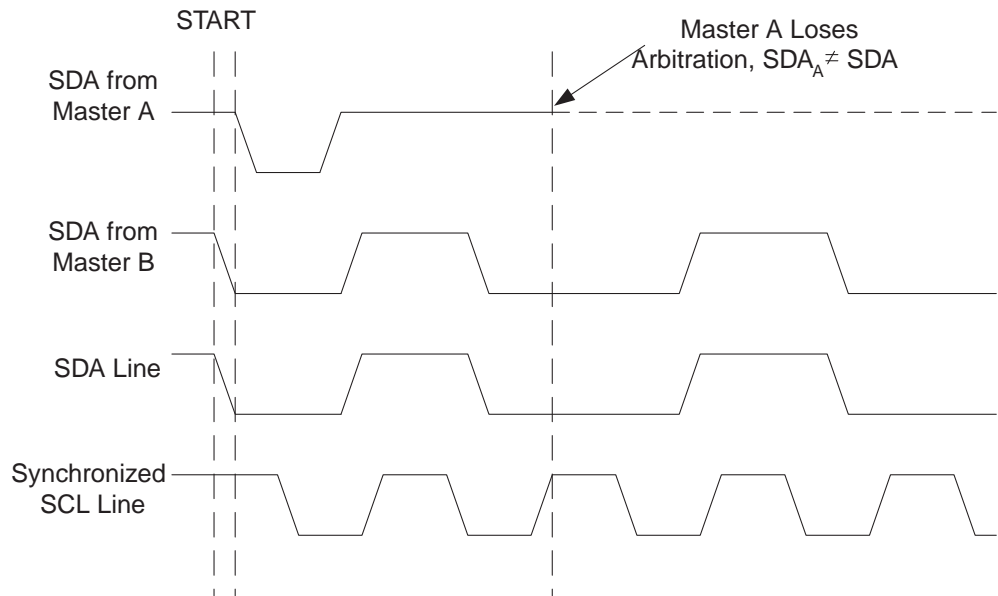 START
Master A Loses
Arbitration, SDA_A ≠ SDA
SDA from
Master A
SDA from
Master B
SDA Line
Synchronized
SCL Line